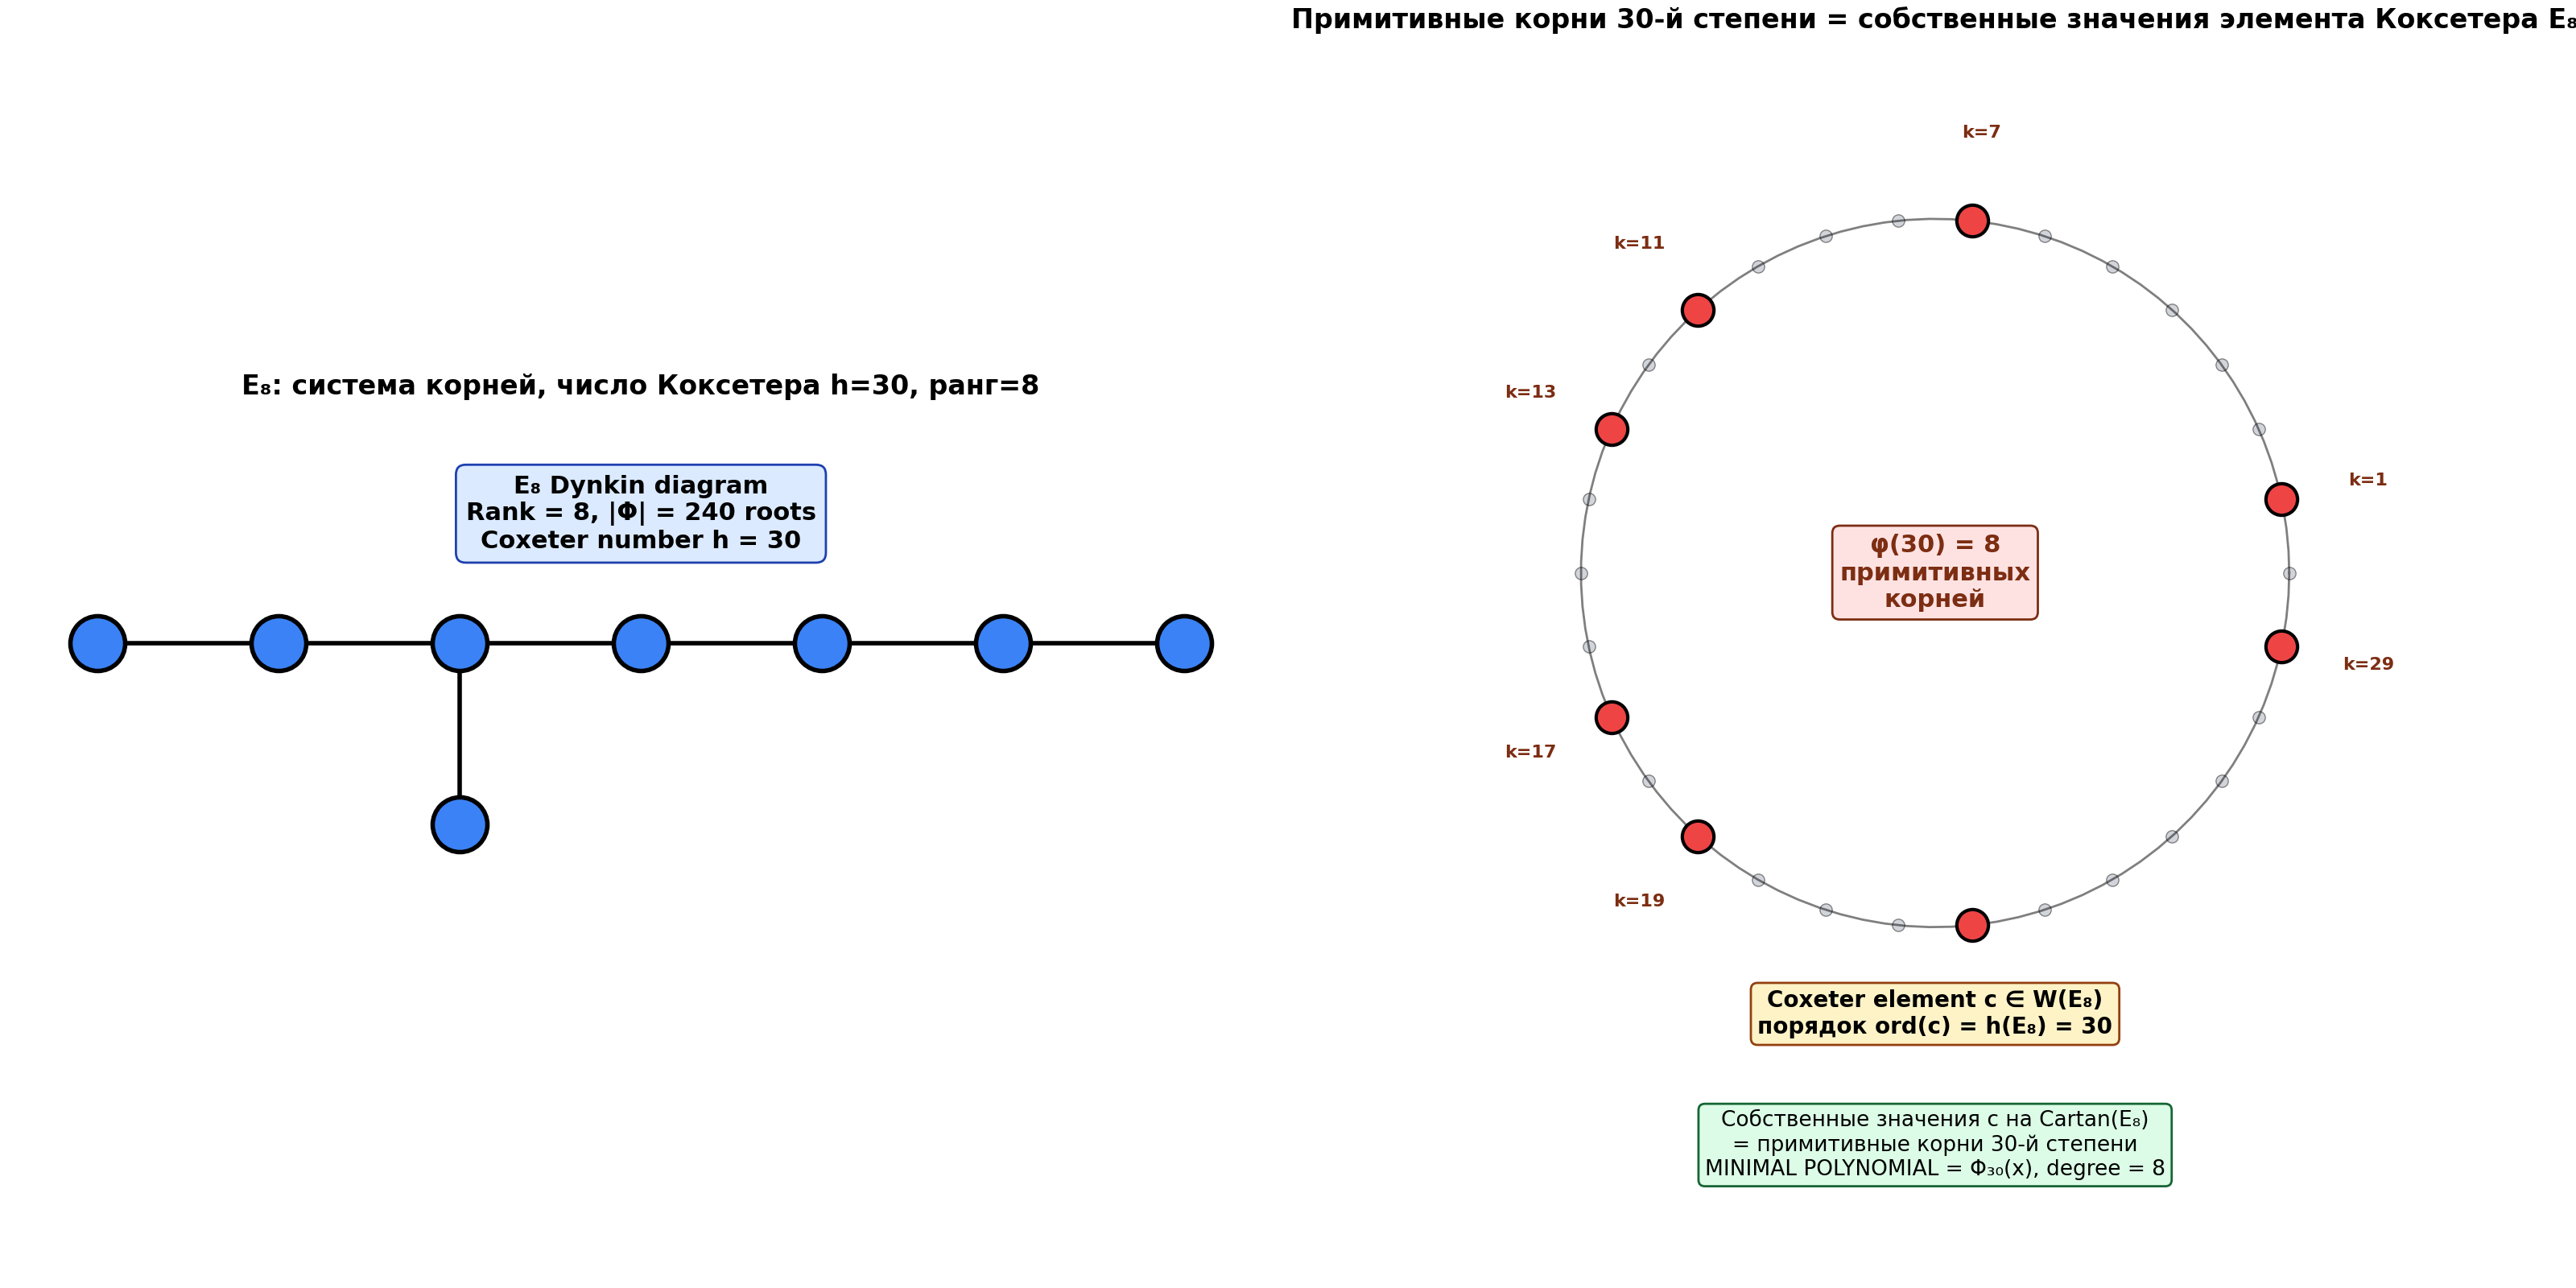 Примитивные корни 30-й степени = собственные значения элемента Коксетера E₈
E₈: система корней, число Коксетера h=30, ранг=8
E₈ Dynkin diagram
Rank = 8, |Φ| = 240 roots
Coxeter number h = 30
k=7
k=11
k=13
k=1
φ(30) = 8
примитивных
корней
k=29
k=17
k=19
Coxeter element c ∈ W(E₈)
порядок ord(c) = h(E₈) = 30
Собственные значения c на Cartan(E₈)
= примитивные корни 30-й степени
MINIMAL POLYNOMIAL = Φ₃₀(x), degree = 8